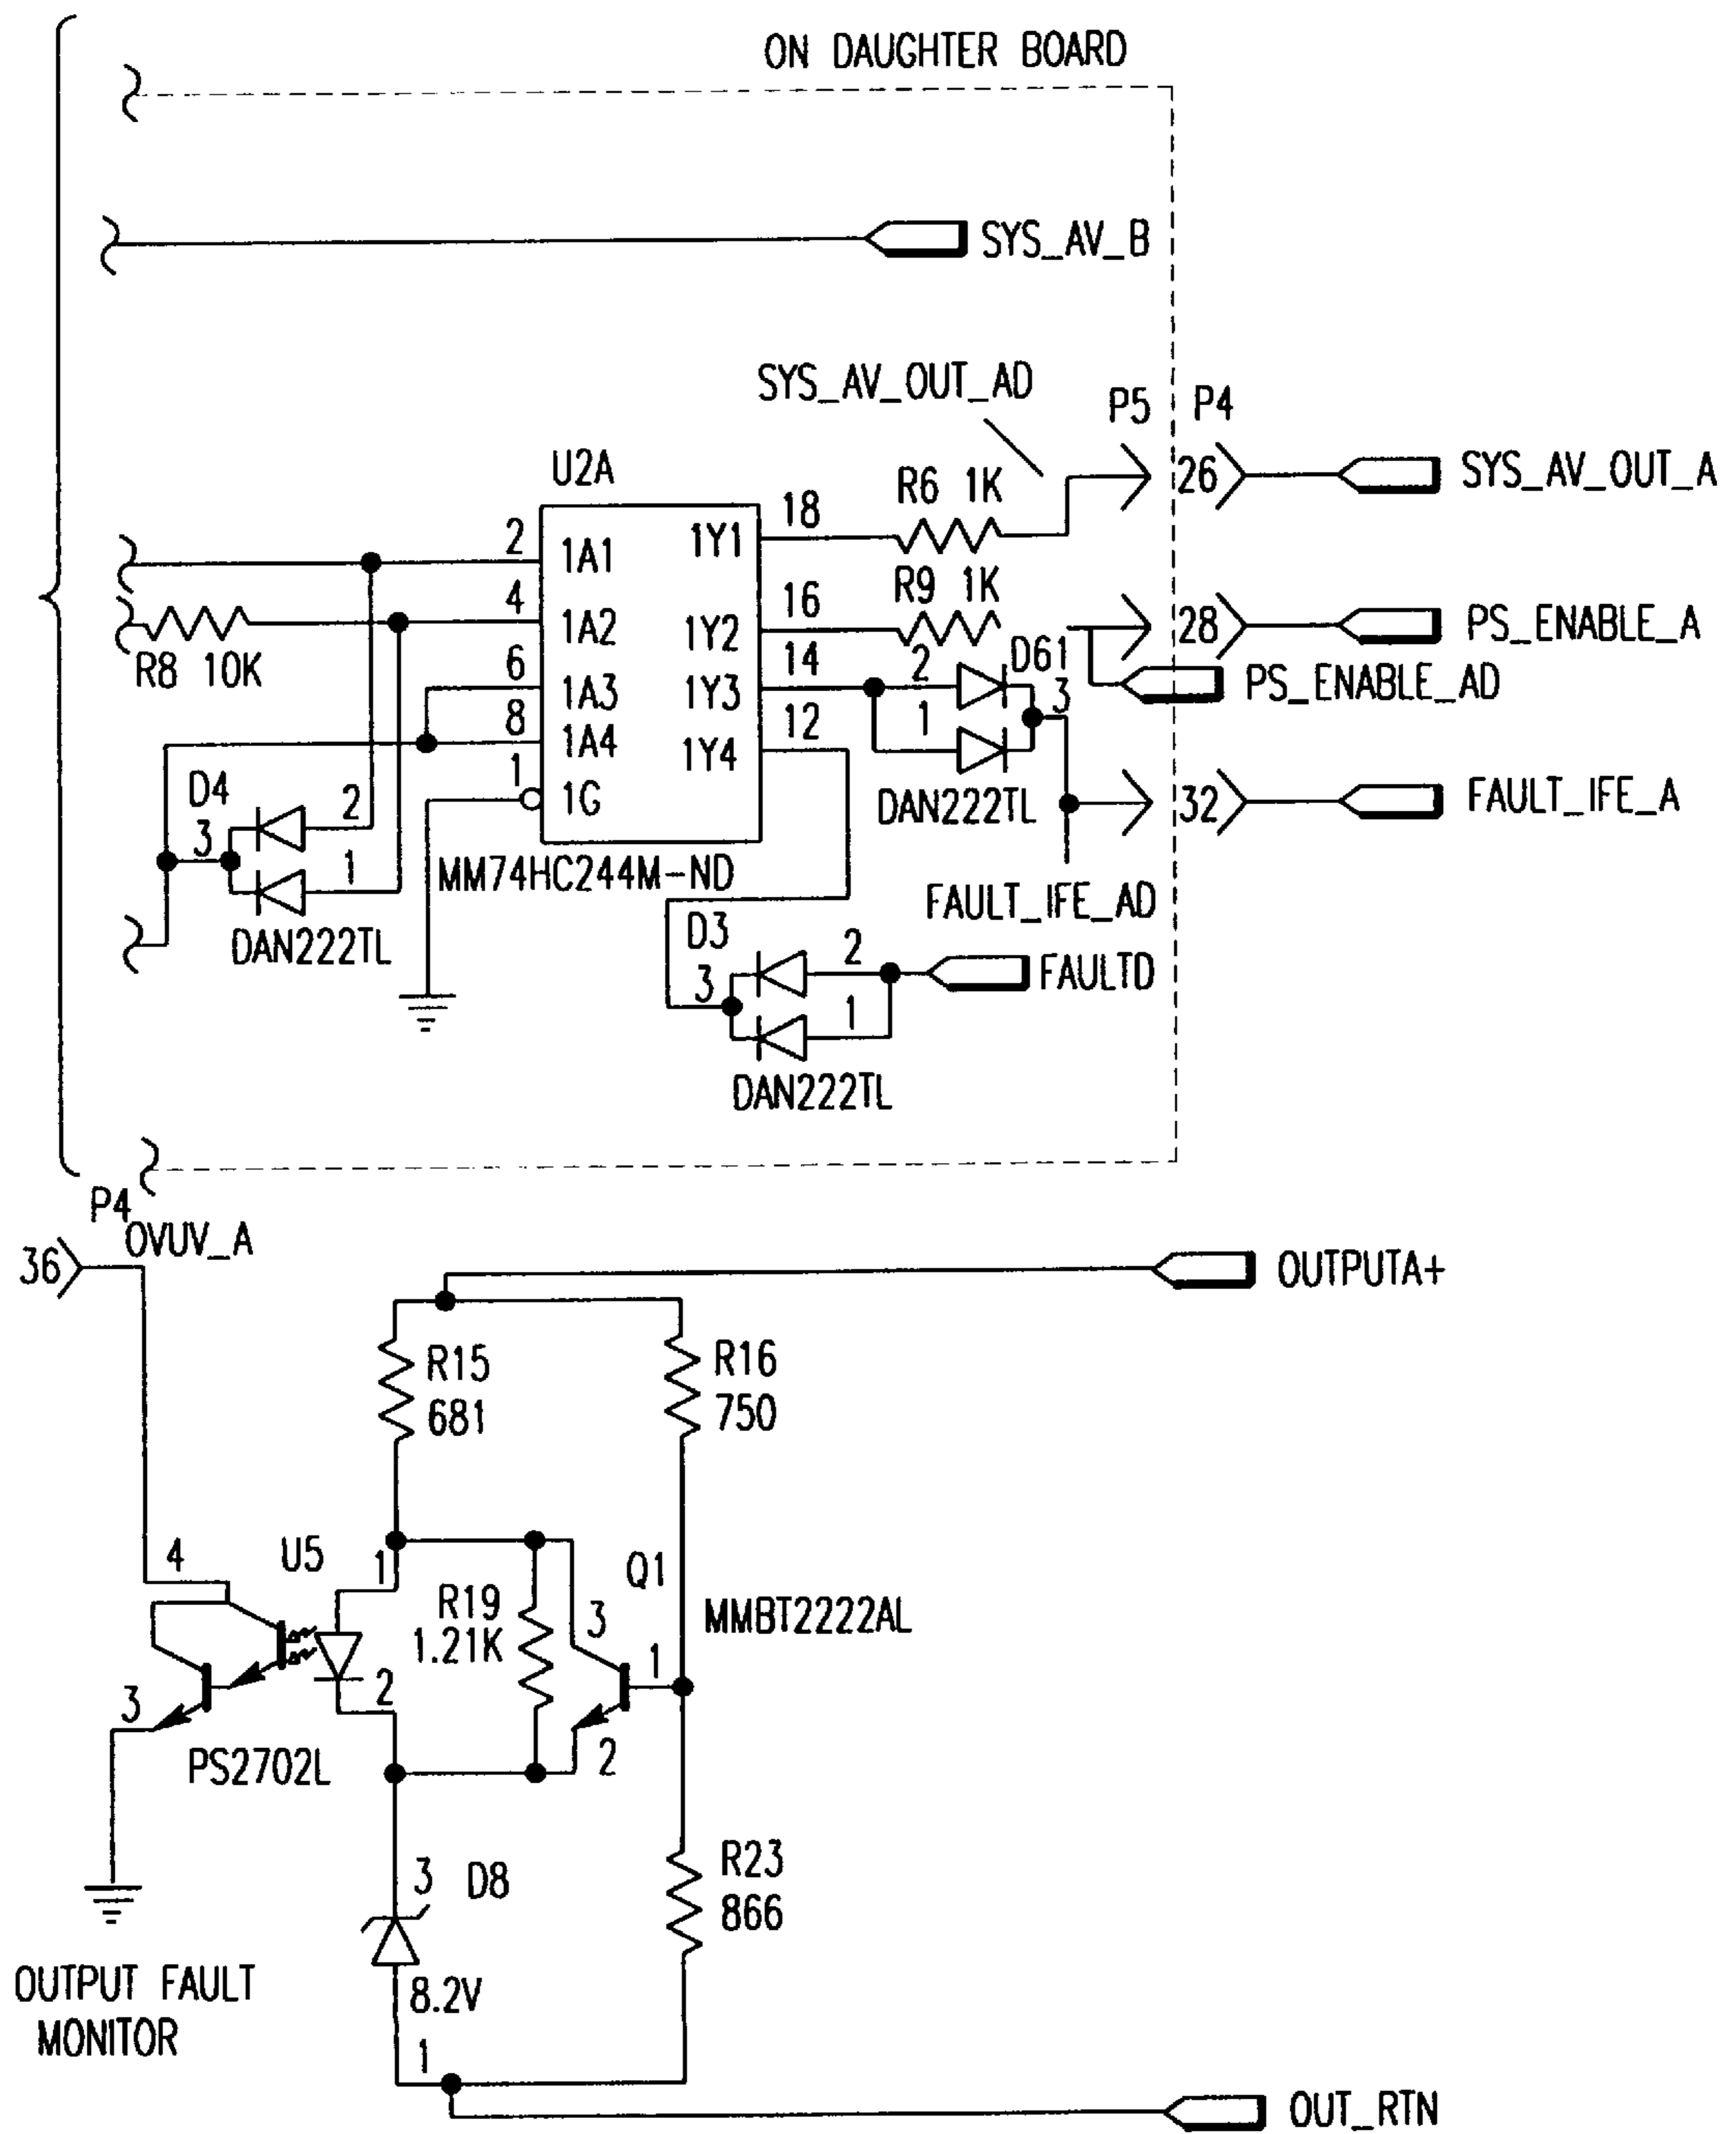 ON DAUGHTER BOARD
SYS_AV_B
SYS_AV_OUT_AD
P5 P4
U2A
R6 1K
26
SYS_AV_OUT_A
2
1A1
1Y1
18
R9 1K
4
1A2
1Y2
16
28
PS_ENABLE_A
R8 10K
6
1A3
1Y3
14
2
D61
3
PS_ENABLE_AD
8
1A4
1Y4
12
1
1
1G
D4
2
3
1
DAN222TL
32
FAULT_IFE_A
MM74HC244M-ND
FAULT_IFE_AD
DAN222TL
D3
2
3
1
FAULTD
DAN222TL
P4
36
OVUV_A
OUTPUTA+
R15
681
R16
750
4
U5
1
Q1
R19
1.21K
3
MMBT2222AL
1
2
3
2
PS2702L
3
D8
R23
866
8.2V
OUTPUT FAULT
MONITOR
1
OUT_RTN